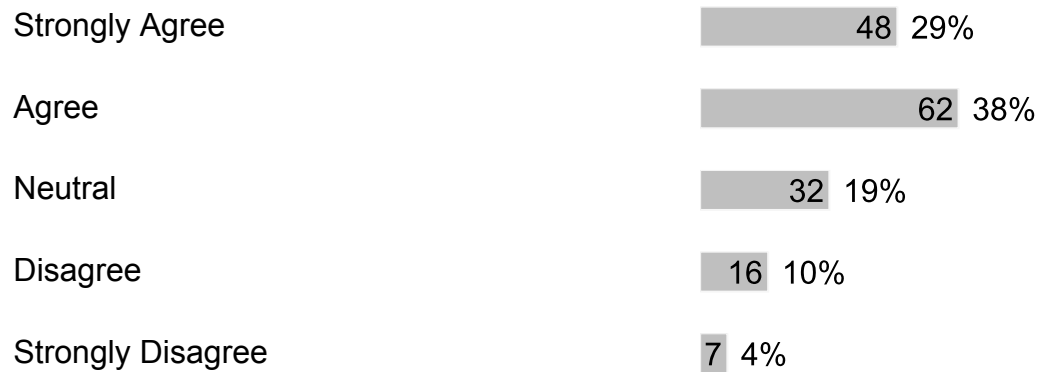 Strongly Agree 48 29%
Agree 62 38%
Neutral 32 19%
Disagree 16 10%
Strongly Disagree 7 4%